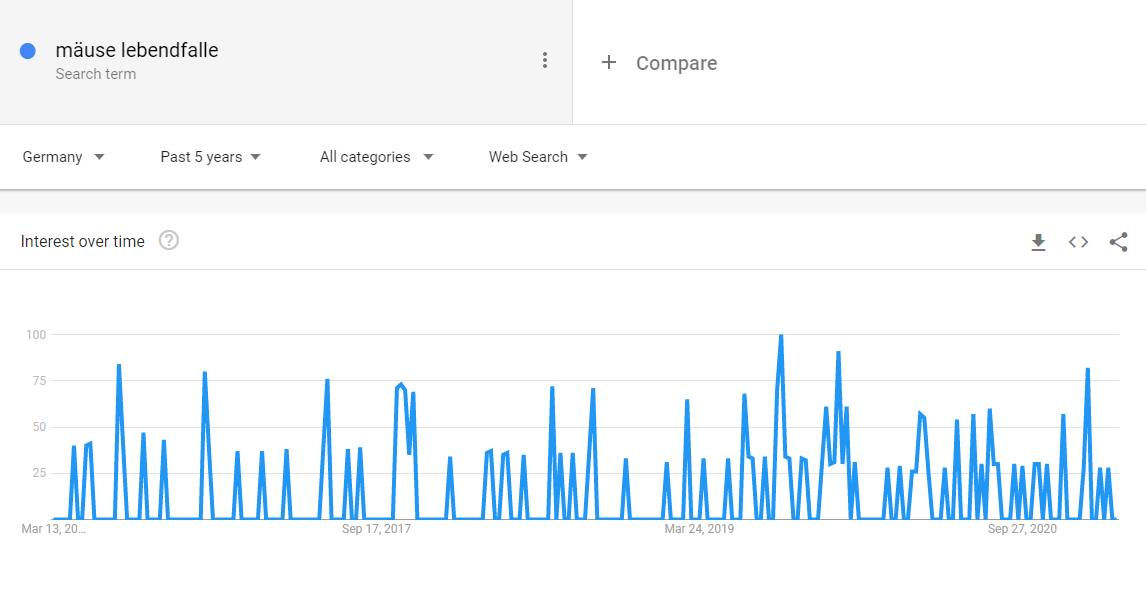 mäuse lebendfalle
Search term
Compare
Germany
Past 5 years
All categories
Web Search
Interest over time
100
75
50
25
Mar 13, 20...
Sep 17, 2017
Mar 24, 2019
Sep 27, 2020